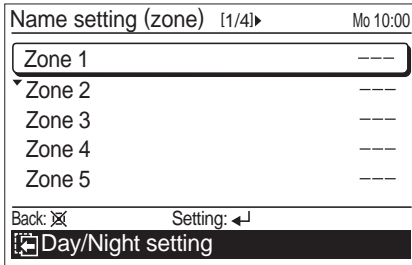 Name setting (zone) [1/4]▸ Mo 10:00
Zone 1 ---
Zone 2 ---
Zone 3 ---
Zone 4 ---
Zone 5 ---
Back: Setting: ↵
Day/Night setting